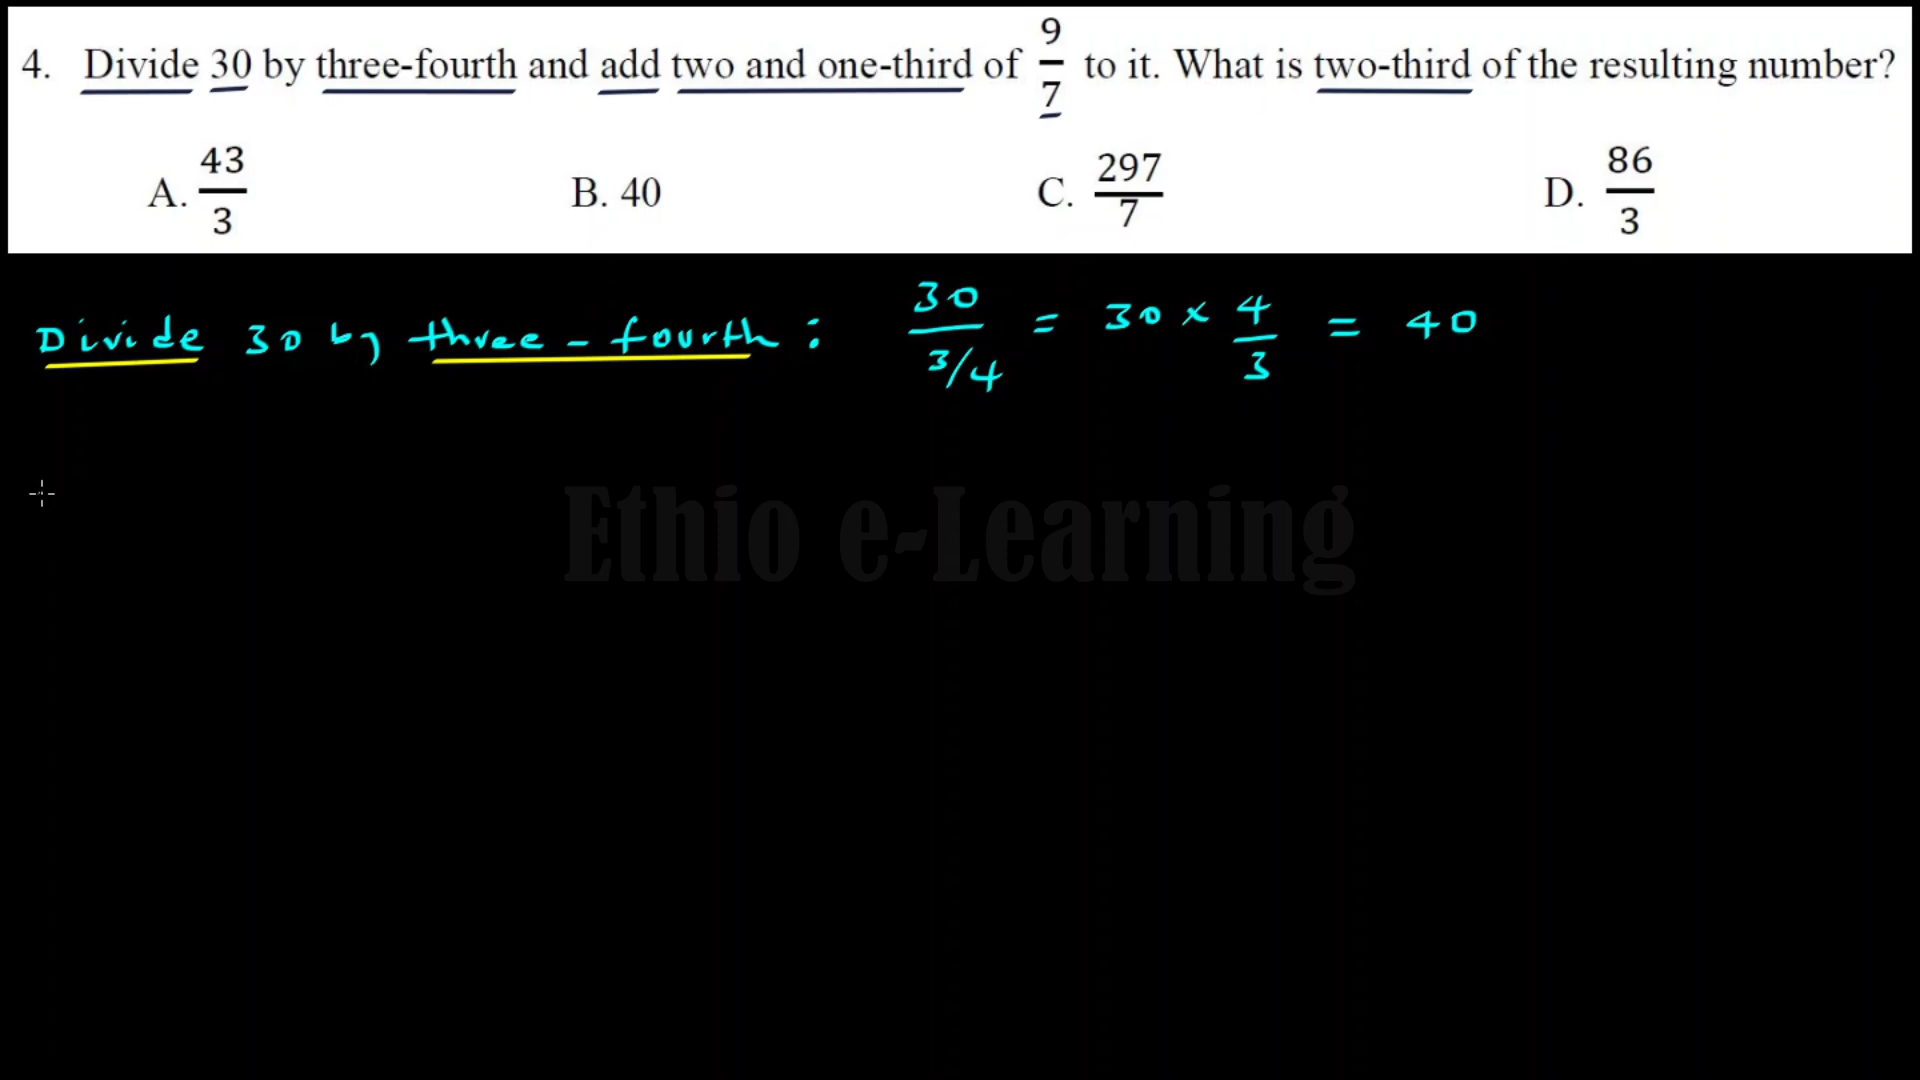 4. Divide 30 by three-fourth and add two and one-third of 9/7 to it. What is two-third of the resulting number?
A. 43/3 B. 40 C. 297/7 D. 86/3
Divide 30 by three-fourth : 30/(3/4) = 30 × 4/3 = 40
Ethio e-Learning